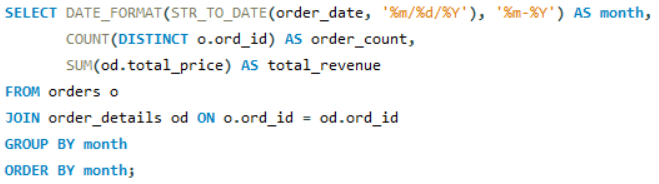 SELECT DATE_FORMAT(STR_TO_DATE(order_date, '%m/%d/%Y'), '%m-%Y') AS month,
COUNT(DISTINCT o.ord_id) AS order_count,
SUM(od.total_price) AS total_revenue
FROM orders o
JOIN order_details od ON o.ord_id = od.ord_id
GROUP BY month
ORDER BY month;